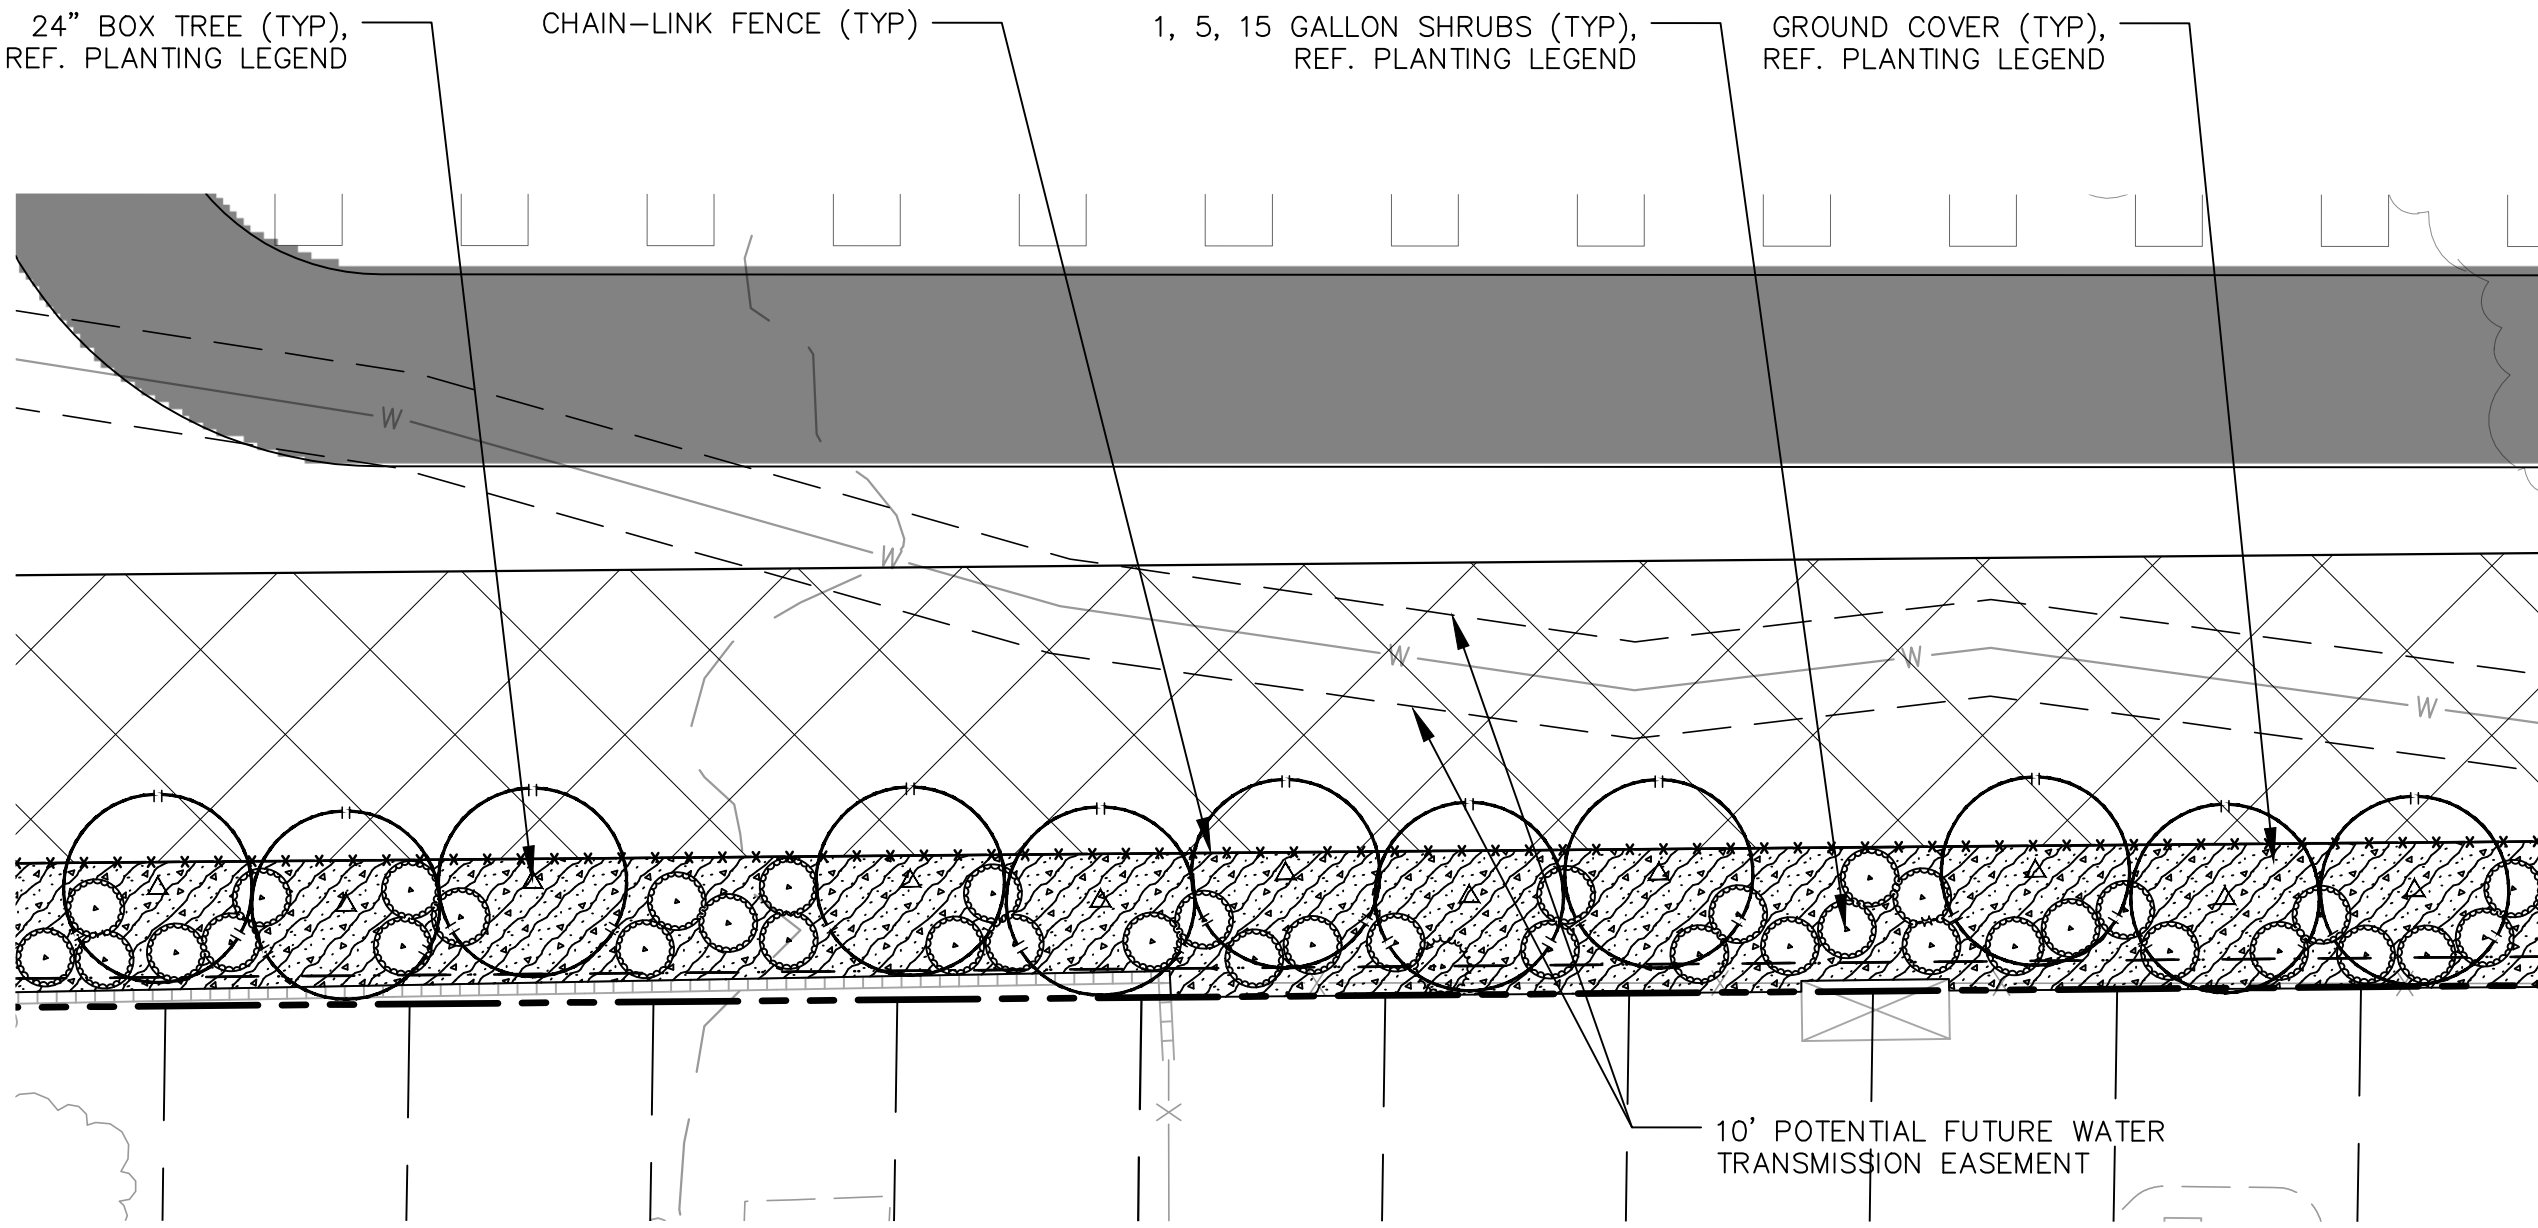 24” BOX TREE (TYP),
REF. PLANTING LEGEND
CHAIN-LINK FENCE (TYP)
1, 5, 15 GALLON SHRUBS (TYP),
REF. PLANTING LEGEND
GROUND COVER (TYP),
REF. PLANTING LEGEND
W
W
W
W
W
10’ POTENTIAL FUTURE WATER
TRANSMISSION EASEMENT